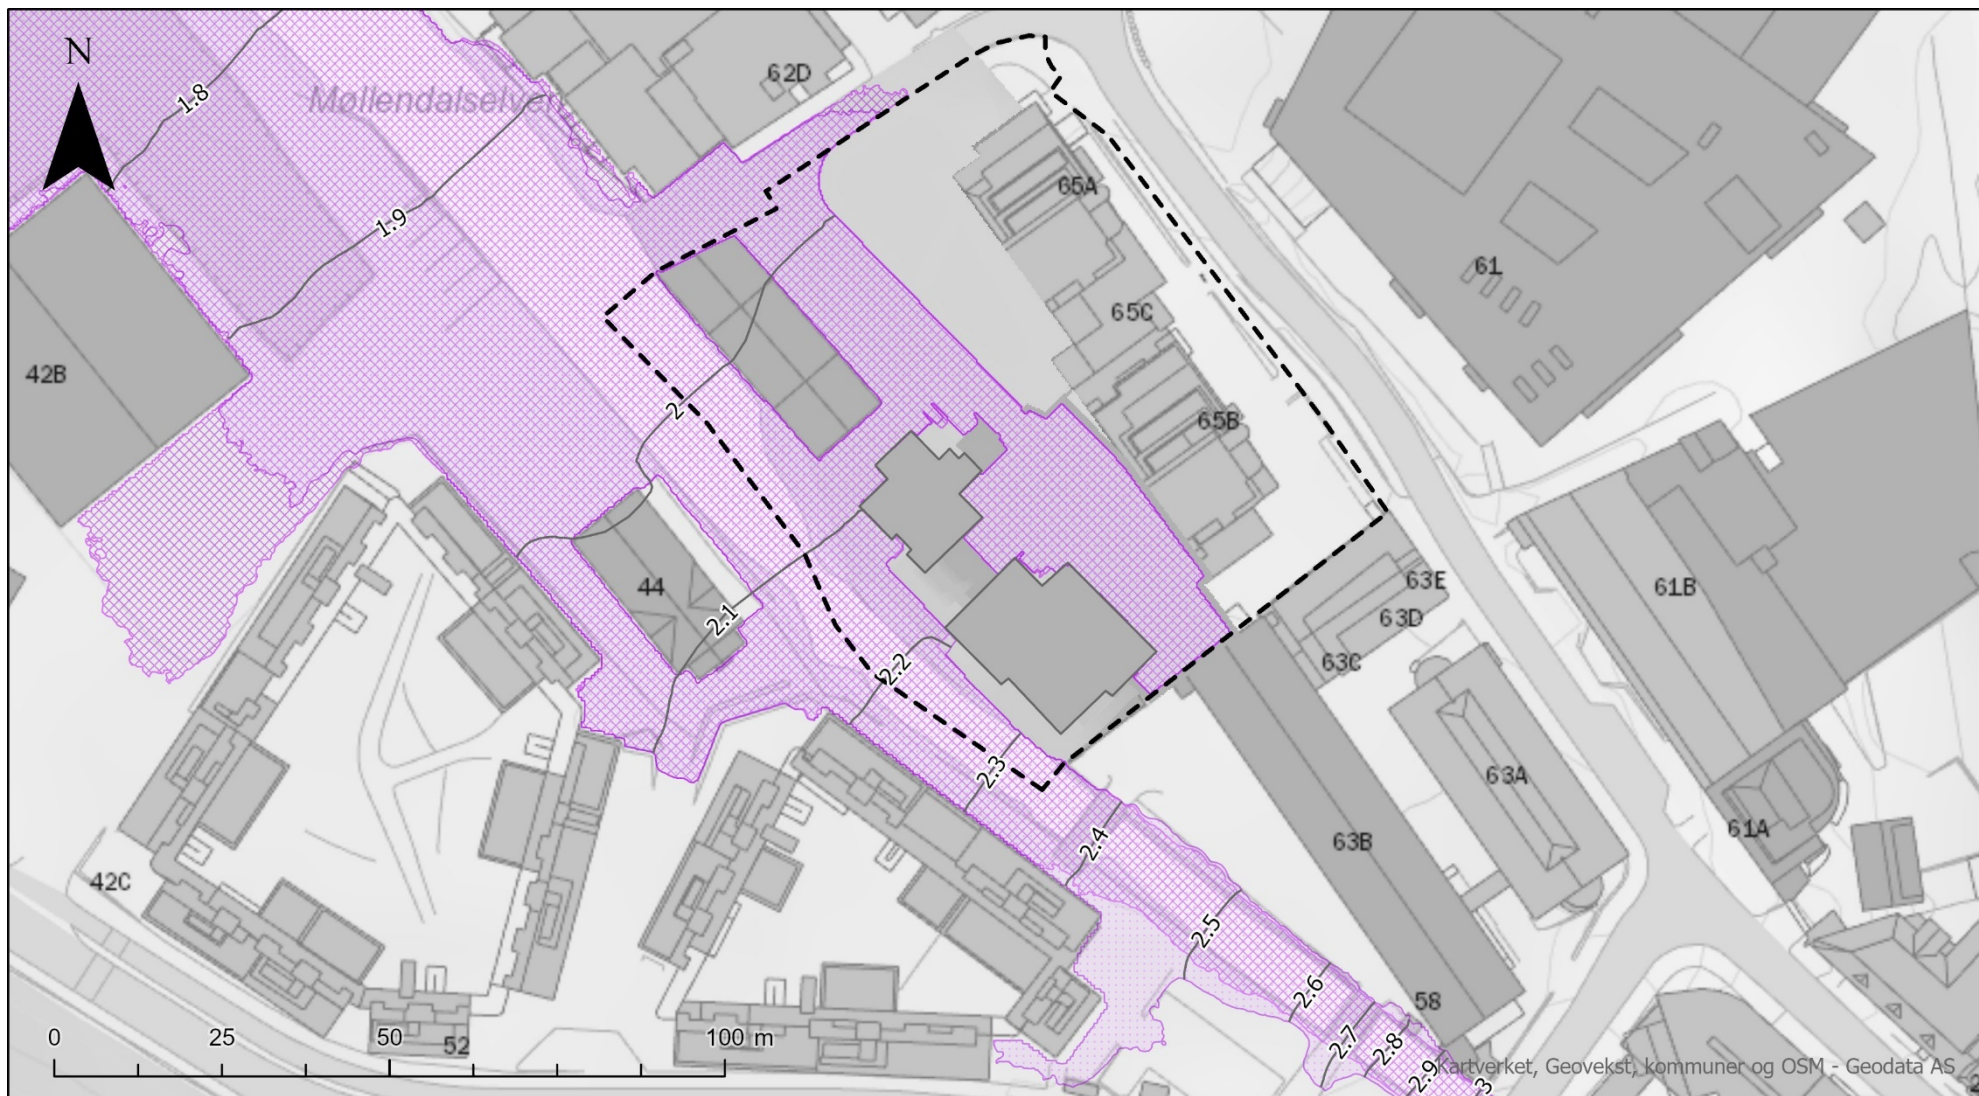 N
1.8
Møllendalselven
62D
1.9
65A
61
65C
42B
2
65B
44
2.1
63E
61B
63D
2.2
63C
2.3
63A
61A
2.4
63B
42C
2.5
2.6
58
0 25 50 100 m
52
2.7
2.8
2.9
3
Kartverket, Geovekst, kommuner og OSM - Geodata AS